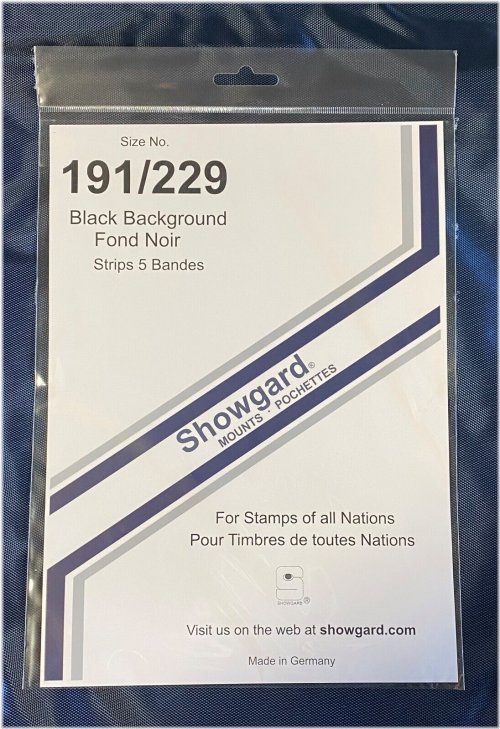 Size No.
191/229
Black Background
Fond Noir
Strips 5 Bandes
Showgard®
MOUNTS · POCHETTES
For Stamps of all Nations
Pour Timbres de toutes Nations
SHOWGARD®
Visit us on the web at showgard.com
Made in Germany